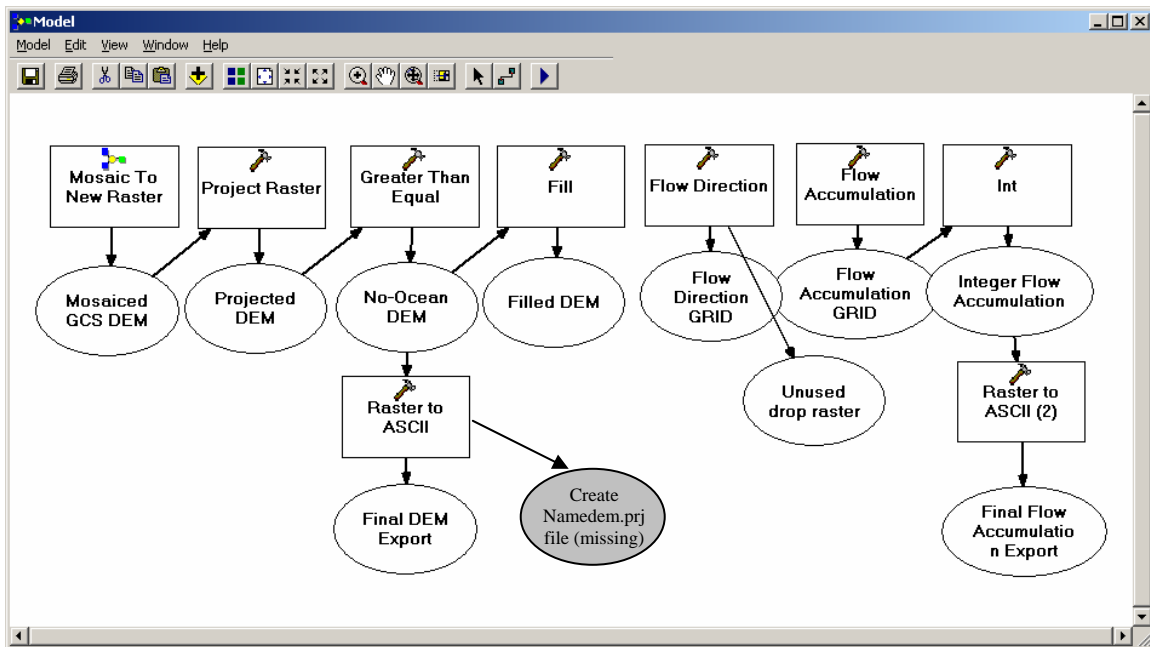 Model
Model Edit View Window Help
Mosaic To
New Raster
Project Raster
Greater Than
Equal
Fill
Flow Direction
Flow
Accumulation
Int
Mosaiced
GCS DEM
Projected
DEM
No-Ocean
DEM
Filled DEM
Flow
Direction
GRID
Flow
Accumulation
GRID
Integer Flow
Accumulation
Raster to
ASCII
Unused
drop raster
Raster to
ASCII (2)
Final DEM
Export
Create
Namedem.prj
file (missing)
Final Flow
Accumulatio
n Export